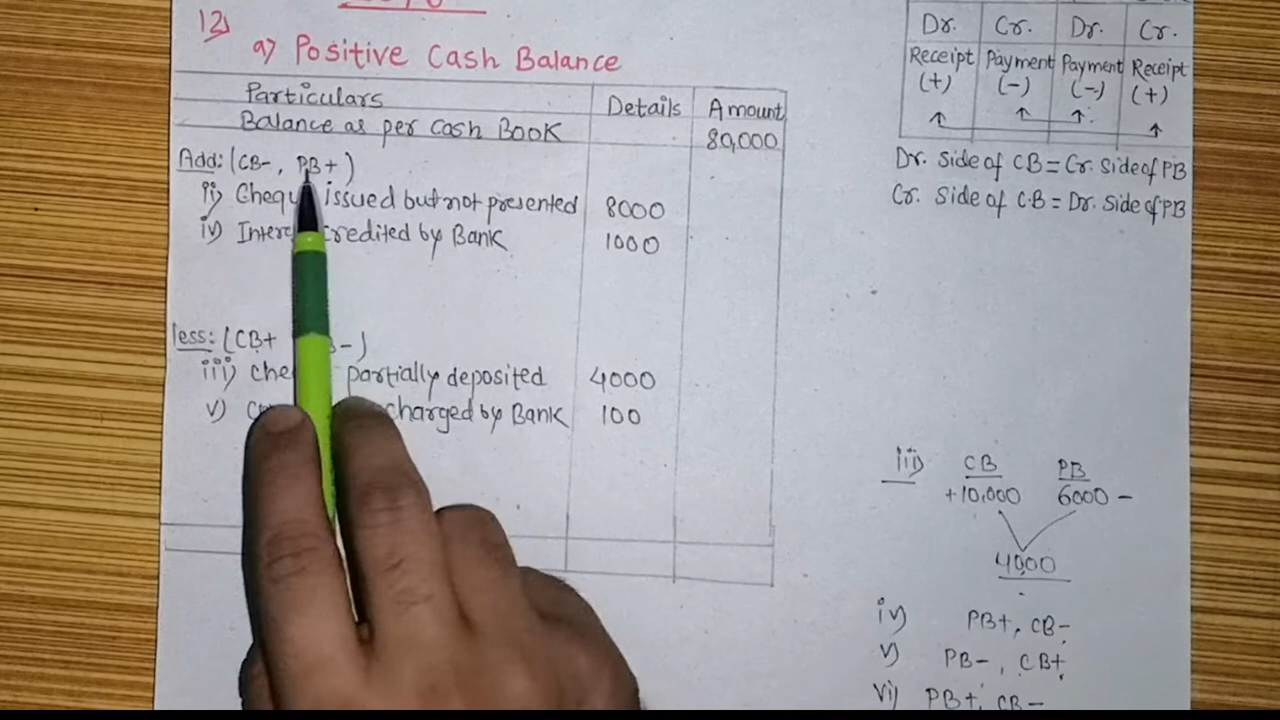 13)
a) Positive Cash Balance
Particulars Details Amount
Balance as per Cash Book 80,000
Add: (CB-, PB+)
ii) issued but not presented 8000
iv) credited by Bank 1000
less: (CB+ -)
iii) partially deposited 4000
v) charged by Bank 100
Dr. Cr. Dr. Cr.
Receipt (+) Payment (-) Payment (-) Receipt (+)
Dr. Side of CB = Cr. Side of PB
Cr. Side of C.B = Dr. Side of PB
iii) CB PB
+10,000 6000 -
4000
iv) PB+, CB-
v) PB-, CB+
vi) PB+, CB-